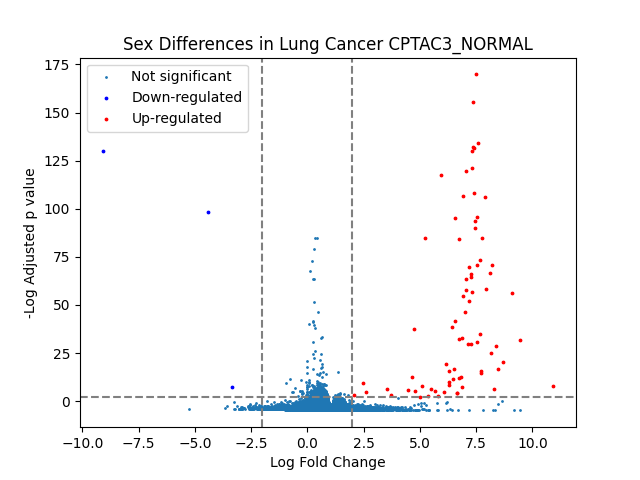 Sex Differences in Lung Cancer CPTAC3_NORMAL
-Log Adjusted p value
175
150
125
100
75
50
25
0
Not significant
Down-regulated
Up-regulated
−10.0 −7.5 −5.0 −2.5 0.0 2.5 5.0 7.5 10.0
Log Fold Change